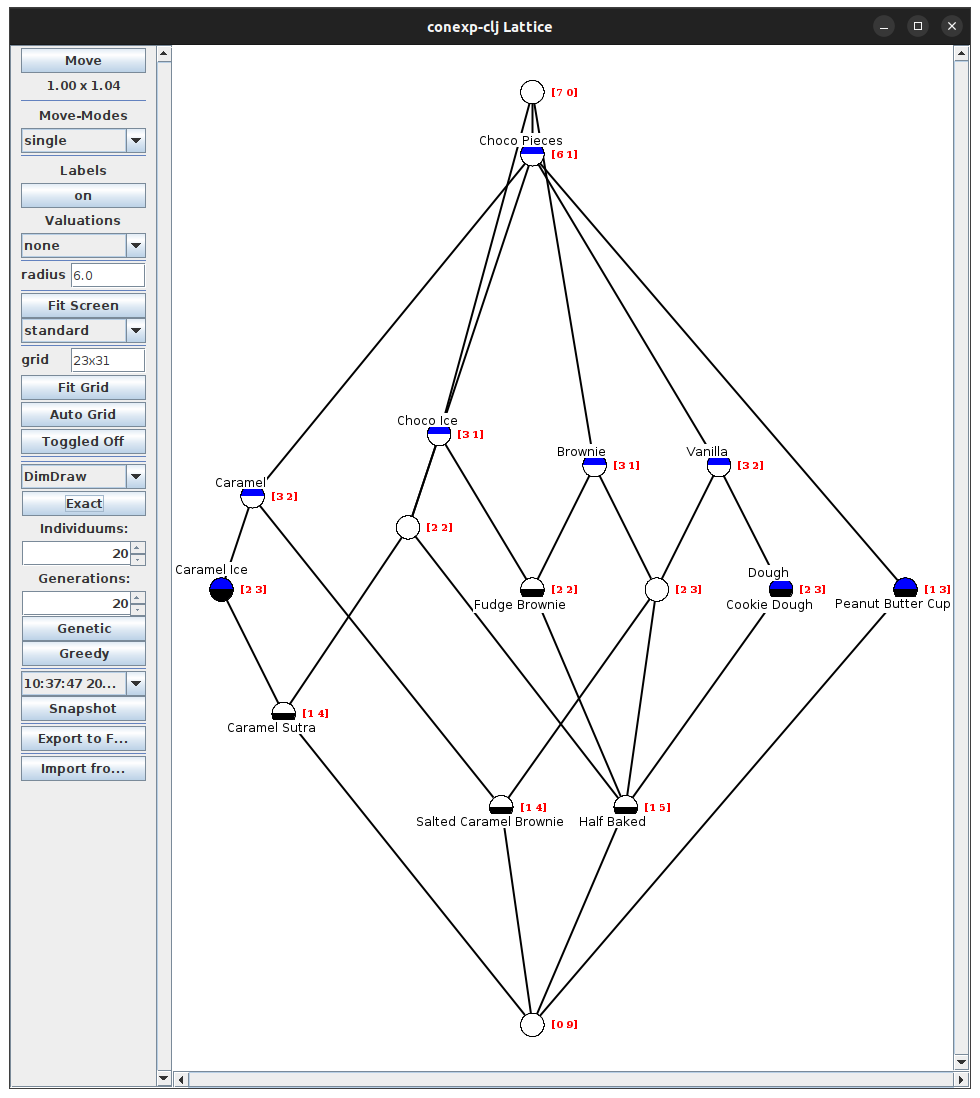 conexp-clj Lattice
Move
1.00 x 1.04
Move-Modes
single
Labels
on
Valuations
none
radius 6.0
Fit Screen
standard
grid 23x31
Fit Grid
Auto Grid
Toggled Off
DimDraw
Exact
Individuums:
20
Generations:
20
Genetic
Greedy
10:37:47 20...
Snapshot
Export to F...
Import fro...
[7 0]
Choco Pieces
[6 1]
Choco Ice
[3 1]
Brownie
[3 1]
Vanilla
[3 2]
Caramel
[3 2]
[2 2]
Caramel Ice
[2 3]
[2 2]
Fudge Brownie
[2 3]
Dough
[2 3]
Cookie Dough
[1 3]
Peanut Butter Cup
[1 4]
Caramel Sutra
[1 4]
Salted Caramel Brownie
[1 5]
Half Baked
[0 9]